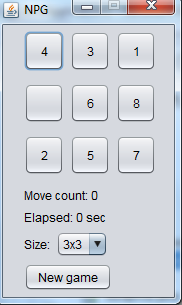 NPG
4 3 1
6 8
2 5 7
Move count: 0
Elapsed: 0 sec
Size: 3x3
New game